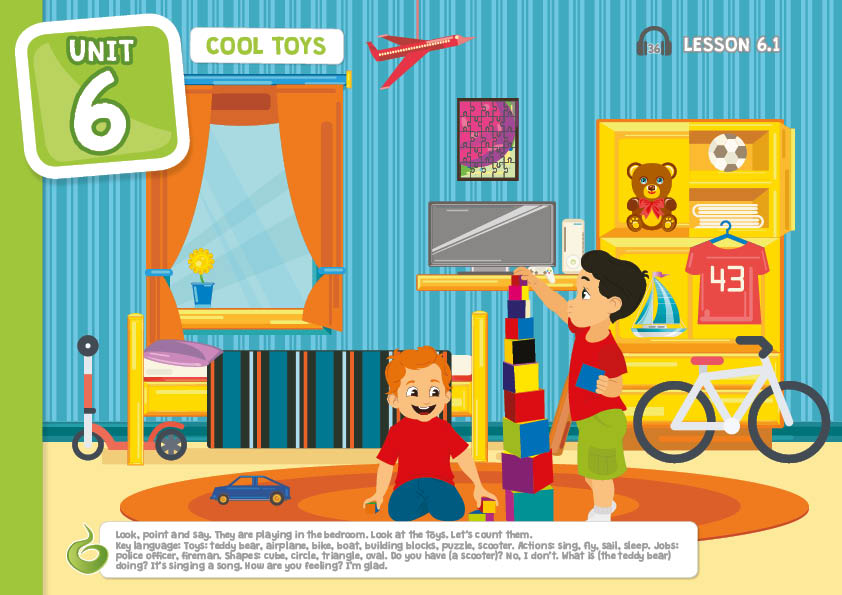 UNIT
6
COOL TOYS
36
LESSON 6.1
43
6
Look, point and say. They are playing in the bedroom. Look at the toys. Let's count them.
Key language: Toys: teddy bear, airplane, bike, boat, building blocks, puzzle, scooter. Actions: sing, fly, sail, sleep. Jobs:
police officer, fireman. Shapes: cube, circle, triangle, oval. Do you have (a scooter)? No, I don't. What is (the teddy bear)
doing? It's singing a song. How are you feeling? I'm glad.